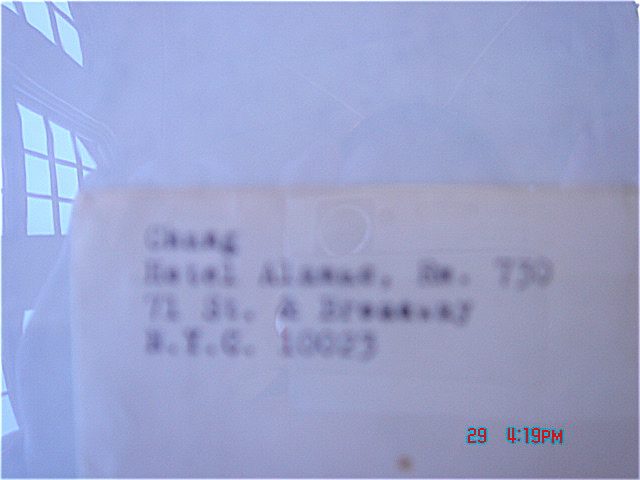 Chang
Hotel Alamac, Rm. 730
71 St. & Broadway
N.Y.C. 10023
29 4:19PM